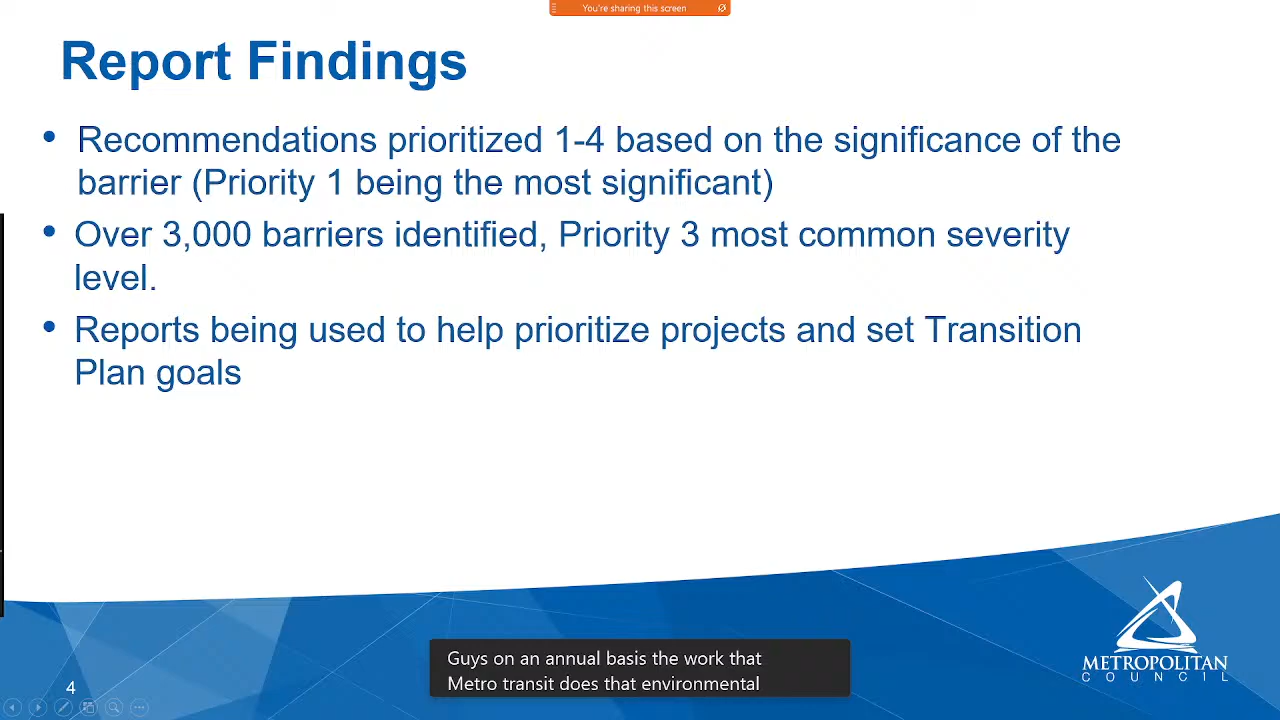 You're sharing this screen
Report Findings
• Recommendations prioritized 1-4 based on the significance of the
barrier (Priority 1 being the most significant)
• Over 3,000 barriers identified, Priority 3 most common severity
level.
• Reports being used to help prioritize projects and set Transition
Plan goals
METROPOLITAN
COUNCIL
Guys on an annual basis the work that
Metro transit does that environmental
4